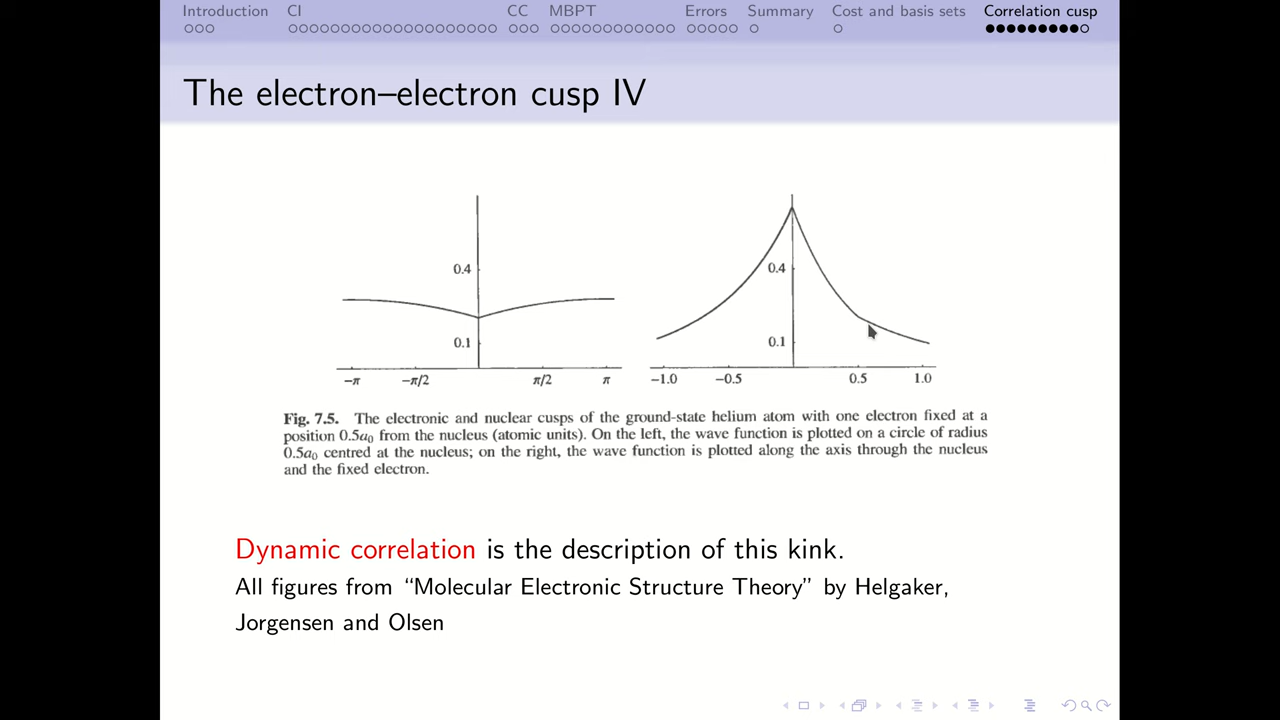 Introduction CI CC MBPT Errors Summary Cost and basis sets Correlation cusp
The electron–electron cusp IV
0.4
0.1
−π −π/2 π/2 π
0.4
0.1
−1.0 −0.5 0.5 1.0
Fig. 7.5. The electronic and nuclear cusps of the ground-state helium atom with one electron fixed at a
position 0.5a₀ from the nucleus (atomic units). On the left, the wave function is plotted on a circle of radius
0.5a₀ centred at the nucleus; on the right, the wave function is plotted along the axis through the nucleus
and the fixed electron.
Dynamic correlation is the description of this kink.
All figures from “Molecular Electronic Structure Theory” by Helgaker,
Jorgensen and Olsen